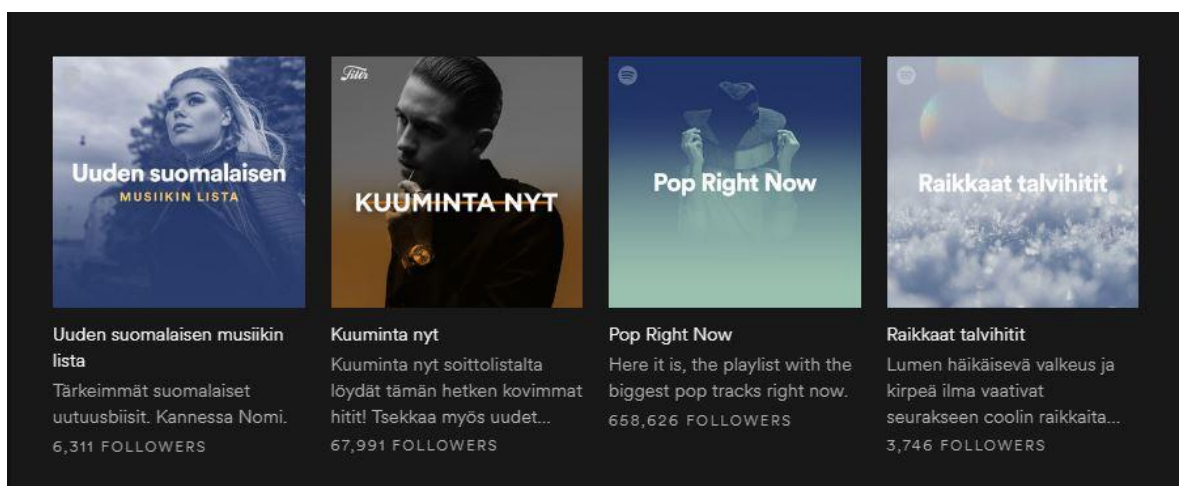 Uuden suomalaisen
MUSIIKIN LISTA
Uuden suomalaisen musiikin
lista
Tärkeimmät suomalaiset
uutuusbiisit. Kannessa Nomi.
6,311 FOLLOWERS
Filtr
KUUMINTA NYT
Kuuminta nyt
Kuuminta nyt soittolistalta
löydät tämän hetken kovimmat
hitit! Tsekkaa myös uudet...
67,991 FOLLOWERS
Pop Right Now
Pop Right Now
Here it is, the playlist with the
biggest pop tracks right now.
658,626 FOLLOWERS
Raikkaat talvihitit
Raikkaat talvihitit
Lumen häikäisevä valkeus ja
kirpeä ilma vaativat
seurakseen coolin raikkaita...
3,746 FOLLOWERS